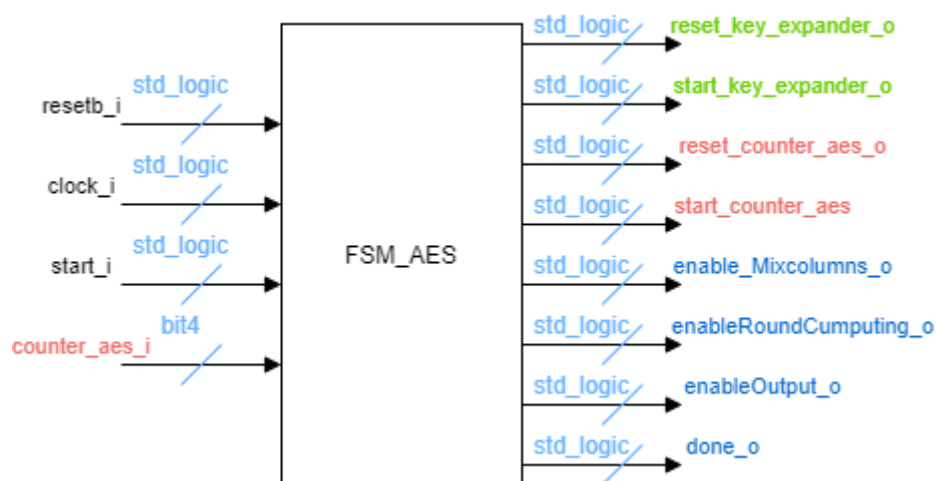 std_logic
reset_key_expander_o
std_logic
start_key_expander_o
std_logic
resetb_i
std_logic
reset_counter_aes_o
std_logic
clock_i
std_logic
start_counter_aes
std_logic
start_i
FSM_AES
std_logic
enable_Mixcolumns_o
bit4
counter_aes_i
std_logic
enableRoundCumputing_o
std_logic
enableOutput_o
std_logic
done_o